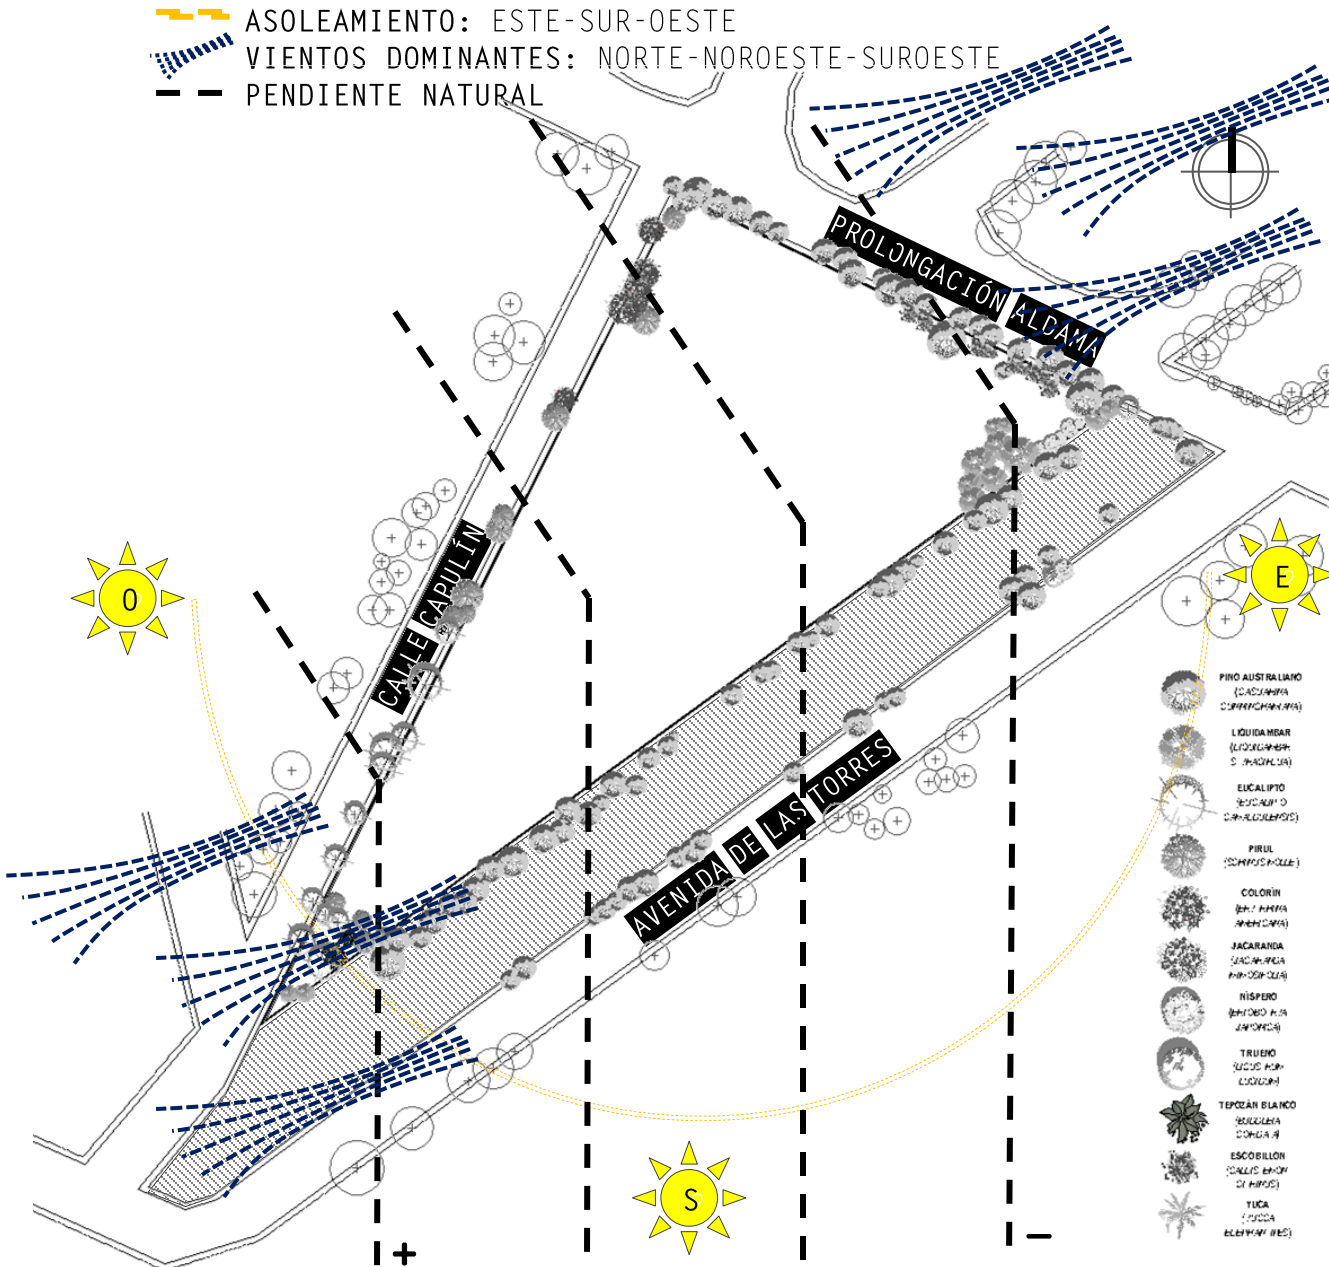 ASOLEAMIENTO: ESTE-SUR-OESTE
VIENTOS DOMINANTES: NORTE-NOROESTE-SUROESTE
PENDIENTE NATURAL
PROLONGACIÓN ALDAMA
CALLE CAPULÍN
AVENIDA DE LAS TORRES
O
E
S
+
−
PINO AUSTRALIANO
LIQUIDAMBAR
EUCALIPTO
PIRUL
COLORÍN
JACARANDA
NÍSPERO
TRUENO
TEPOZÁN BLANCO
ESCOBILLON
YUCA